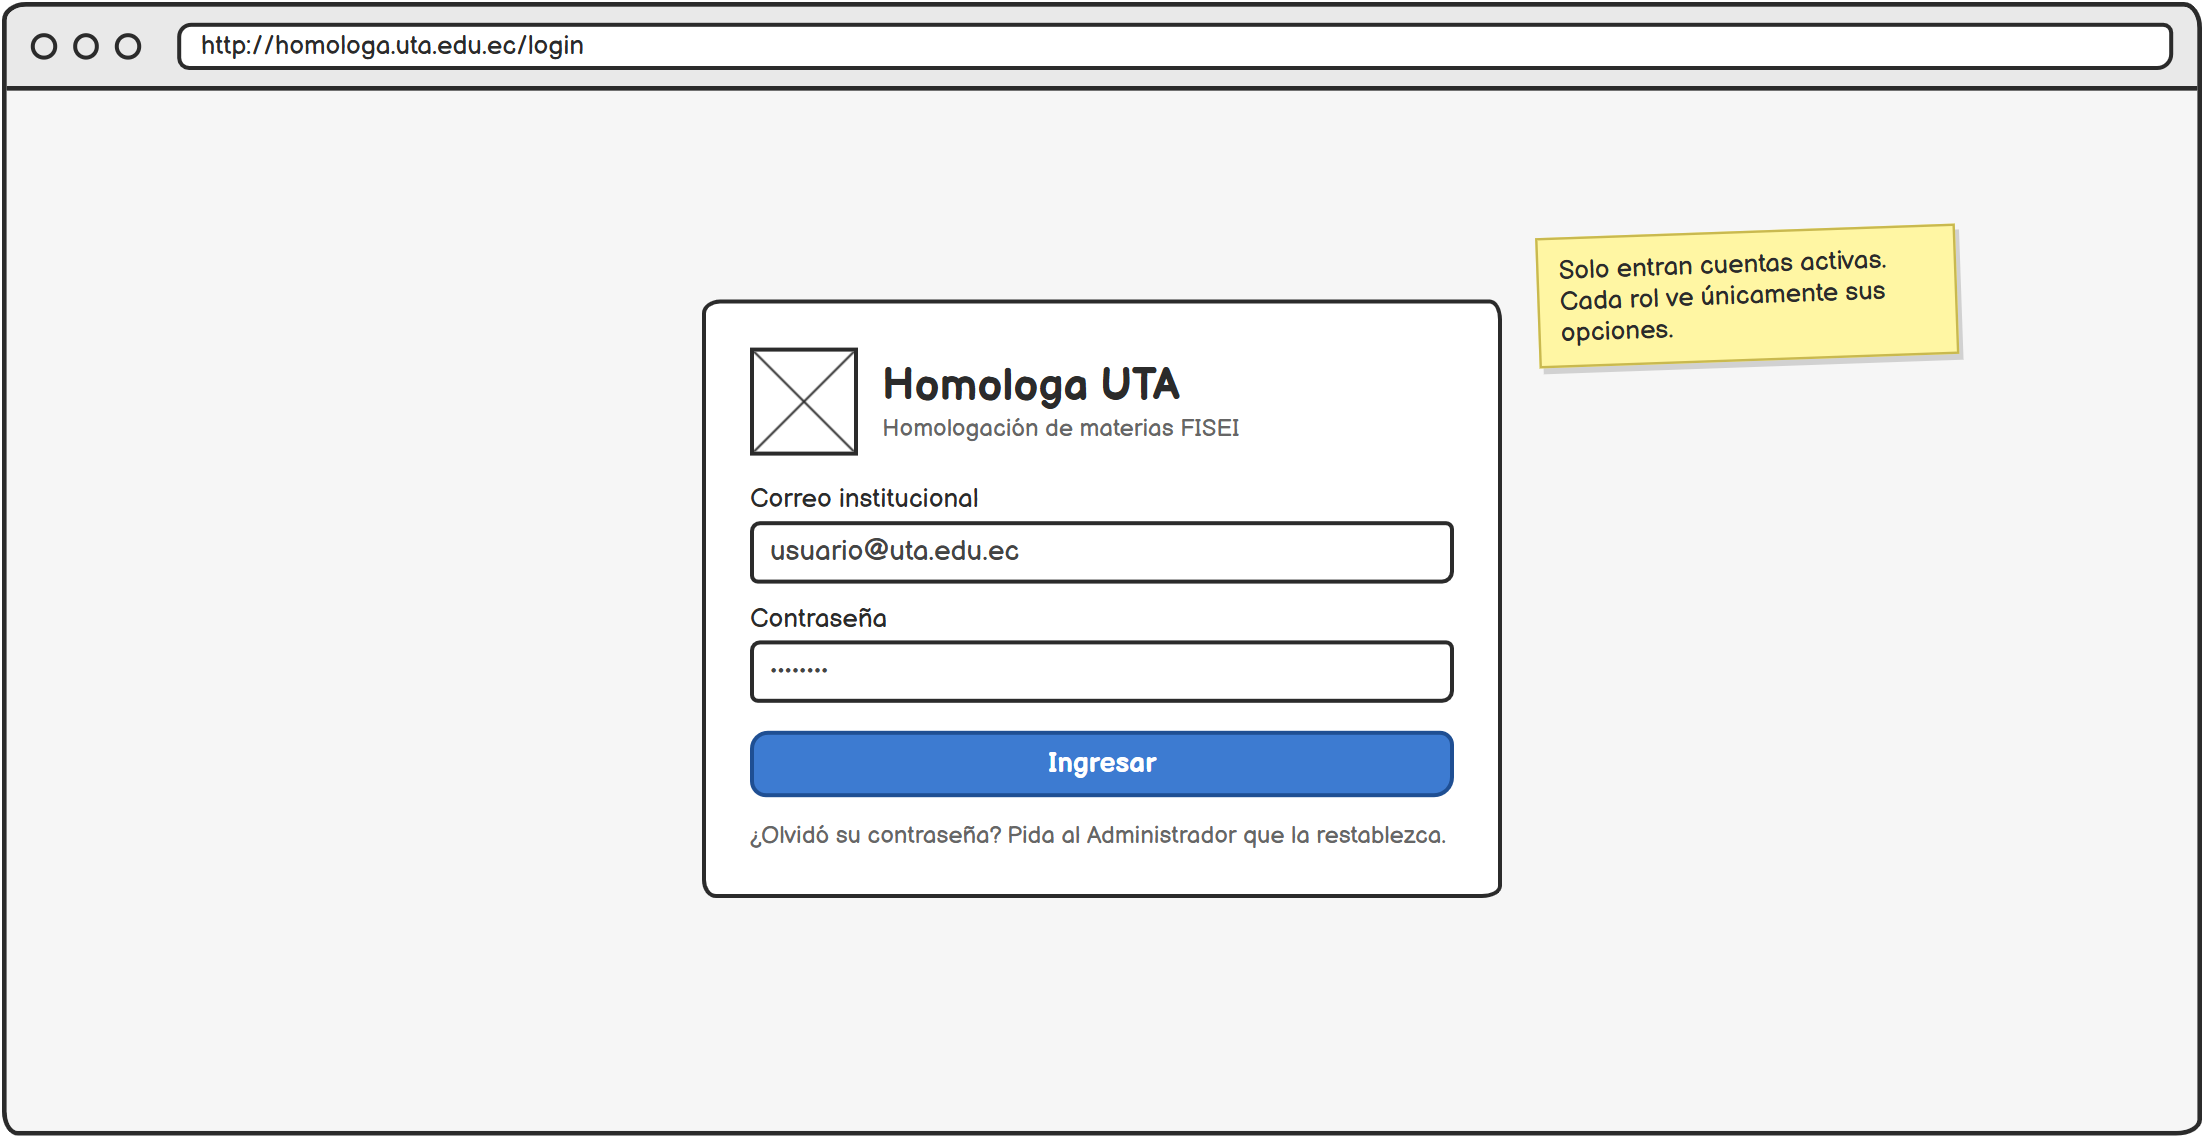 http://homologa.uta.edu.ec/login
Solo entran cuentas activas.
Cada rol ve únicamente sus
opciones.
Homologa UTA
Homologación de materias FISEI
Correo institucional
usuario@uta.edu.ec
Contraseña
••••••••
Ingresar
¿Olvidó su contraseña? Pida al Administrador que la restablezca.